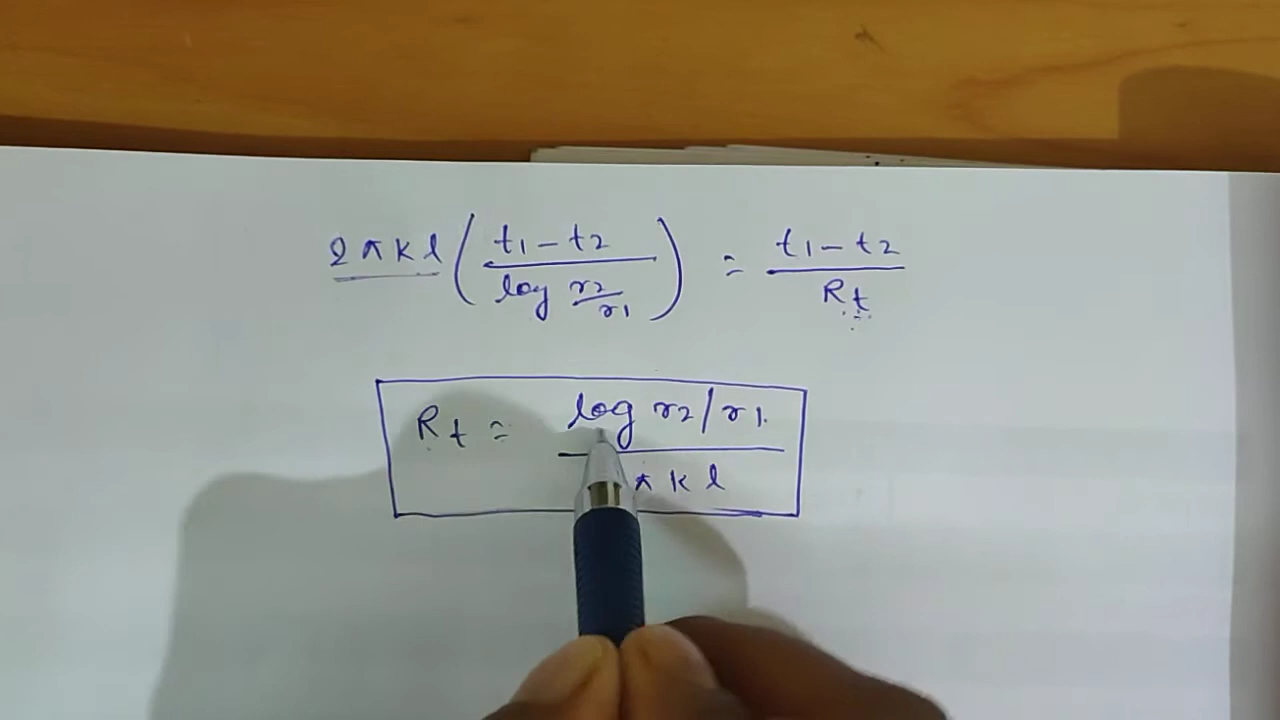 2πkl ( t1 - t2 / log r2/r1 ) = t1 - t2 / Rt
Rt = log r2/r1 / πkl